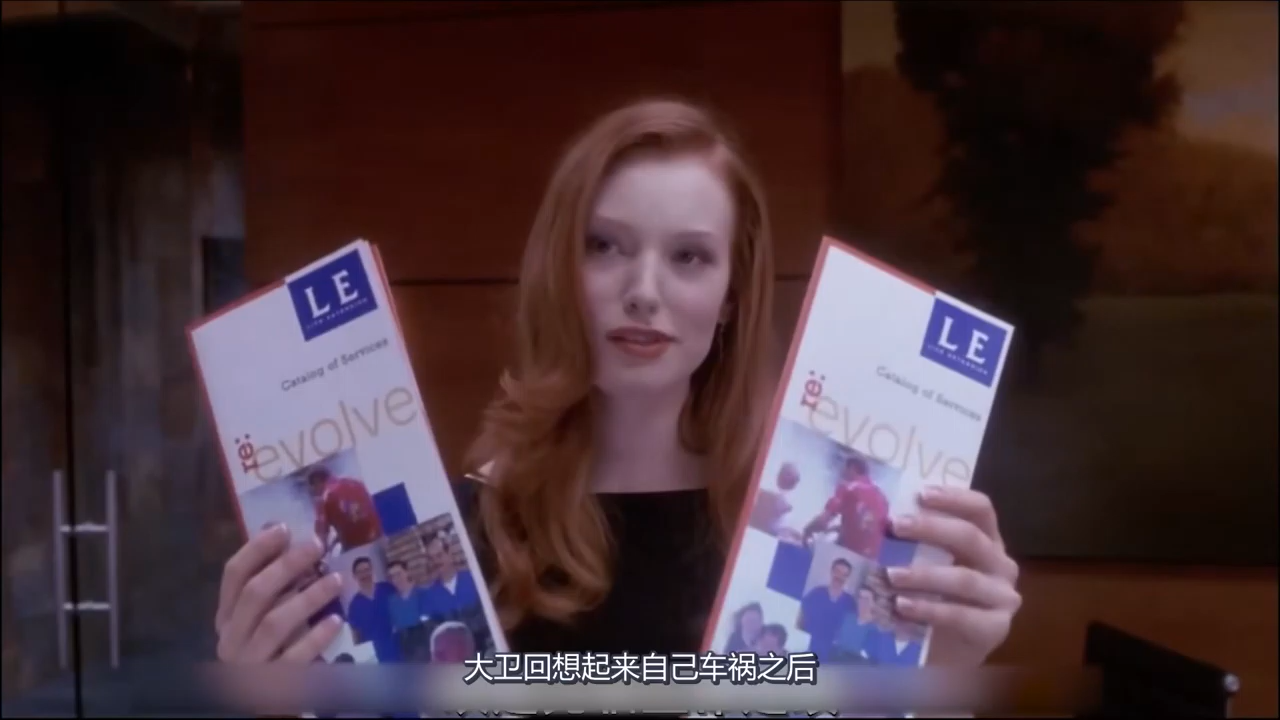 LE
LIFE EXTENSION
Catalog of Services
re:
evolve
LE
LIFE EXTENSION
Catalog of Services
re:
evolve
大卫回想起来自己车祸之后